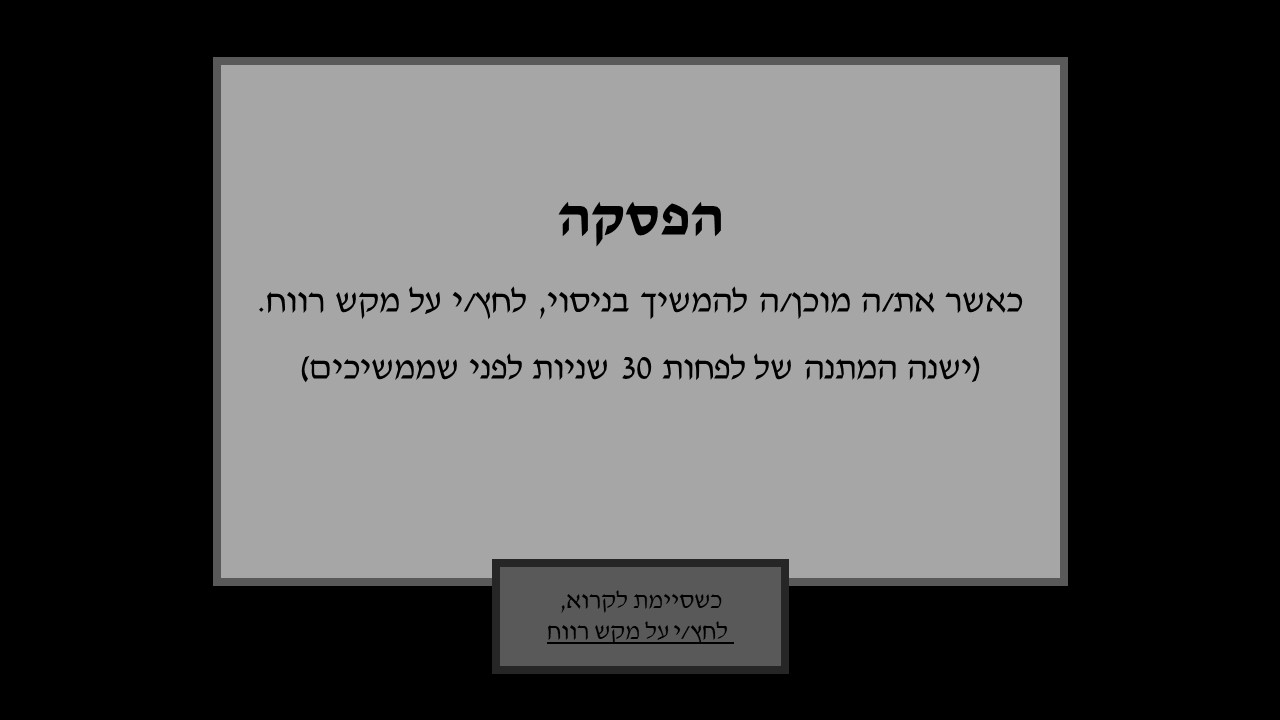 הפסקה
כאשר את/ה מוכן/ה להמשיך בניסוי, לחץ/י על מקש רווח.
(ישנה המתנה של לפחות 30 שניות לפני שממשיכים)
כשסיימת לקרוא,
לחץ/י על מקש רווח